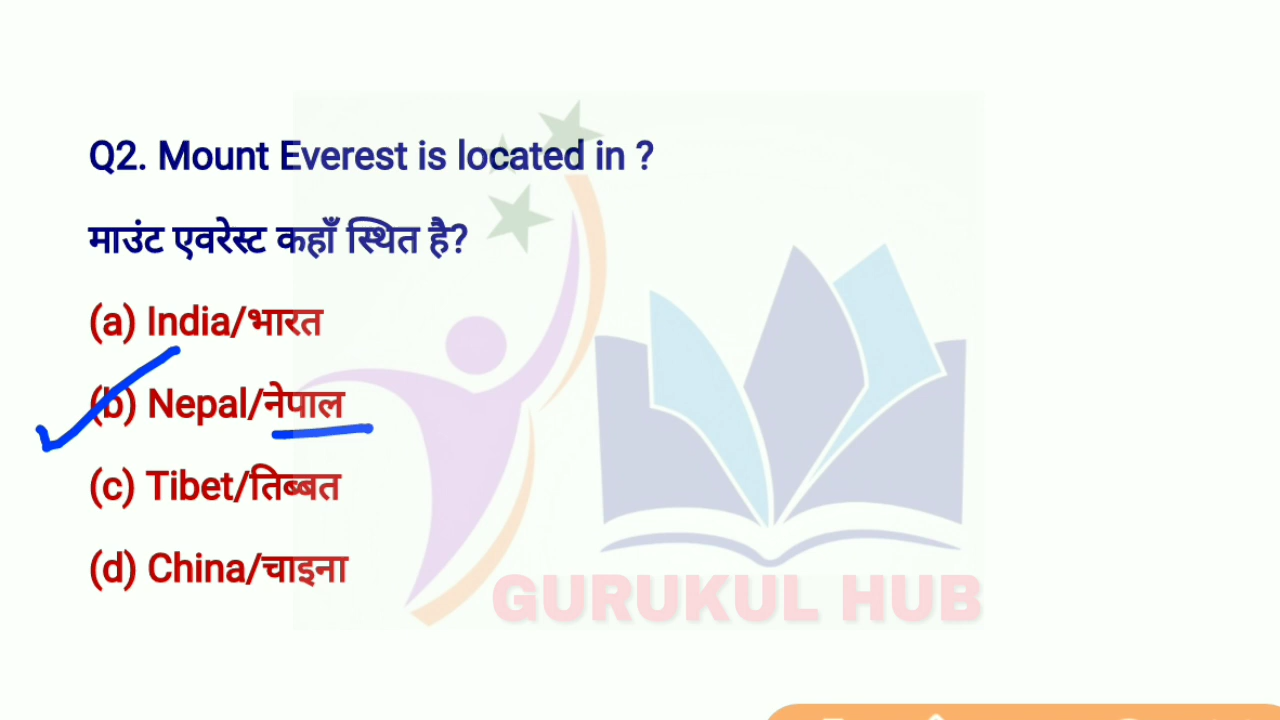 Q2. Mount Everest is located in ?
माउंट एवरेस्ट कहाँ स्थित है?
(a) India/भारत
(b) Nepal/नेपाल
(c) Tibet/तिब्बत
(d) China/चाइना
GURUKUL HUB